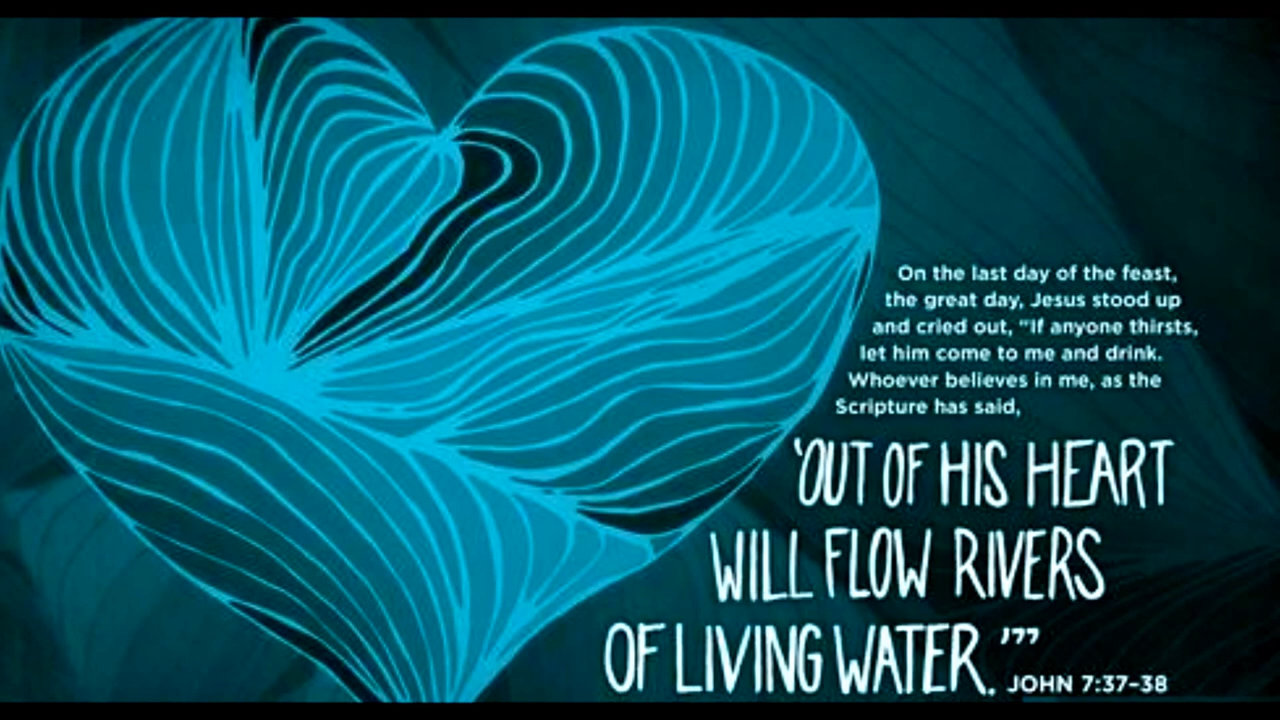 On the last day of the feast,
the great day, Jesus stood up
and cried out, "If anyone thirsts,
let him come to me and drink.
Whoever believes in me, as the
Scripture has said,
'OUT OF HIS HEART
WILL FLOW RIVERS
OF LIVING WATER.'"
JOHN 7:37–38